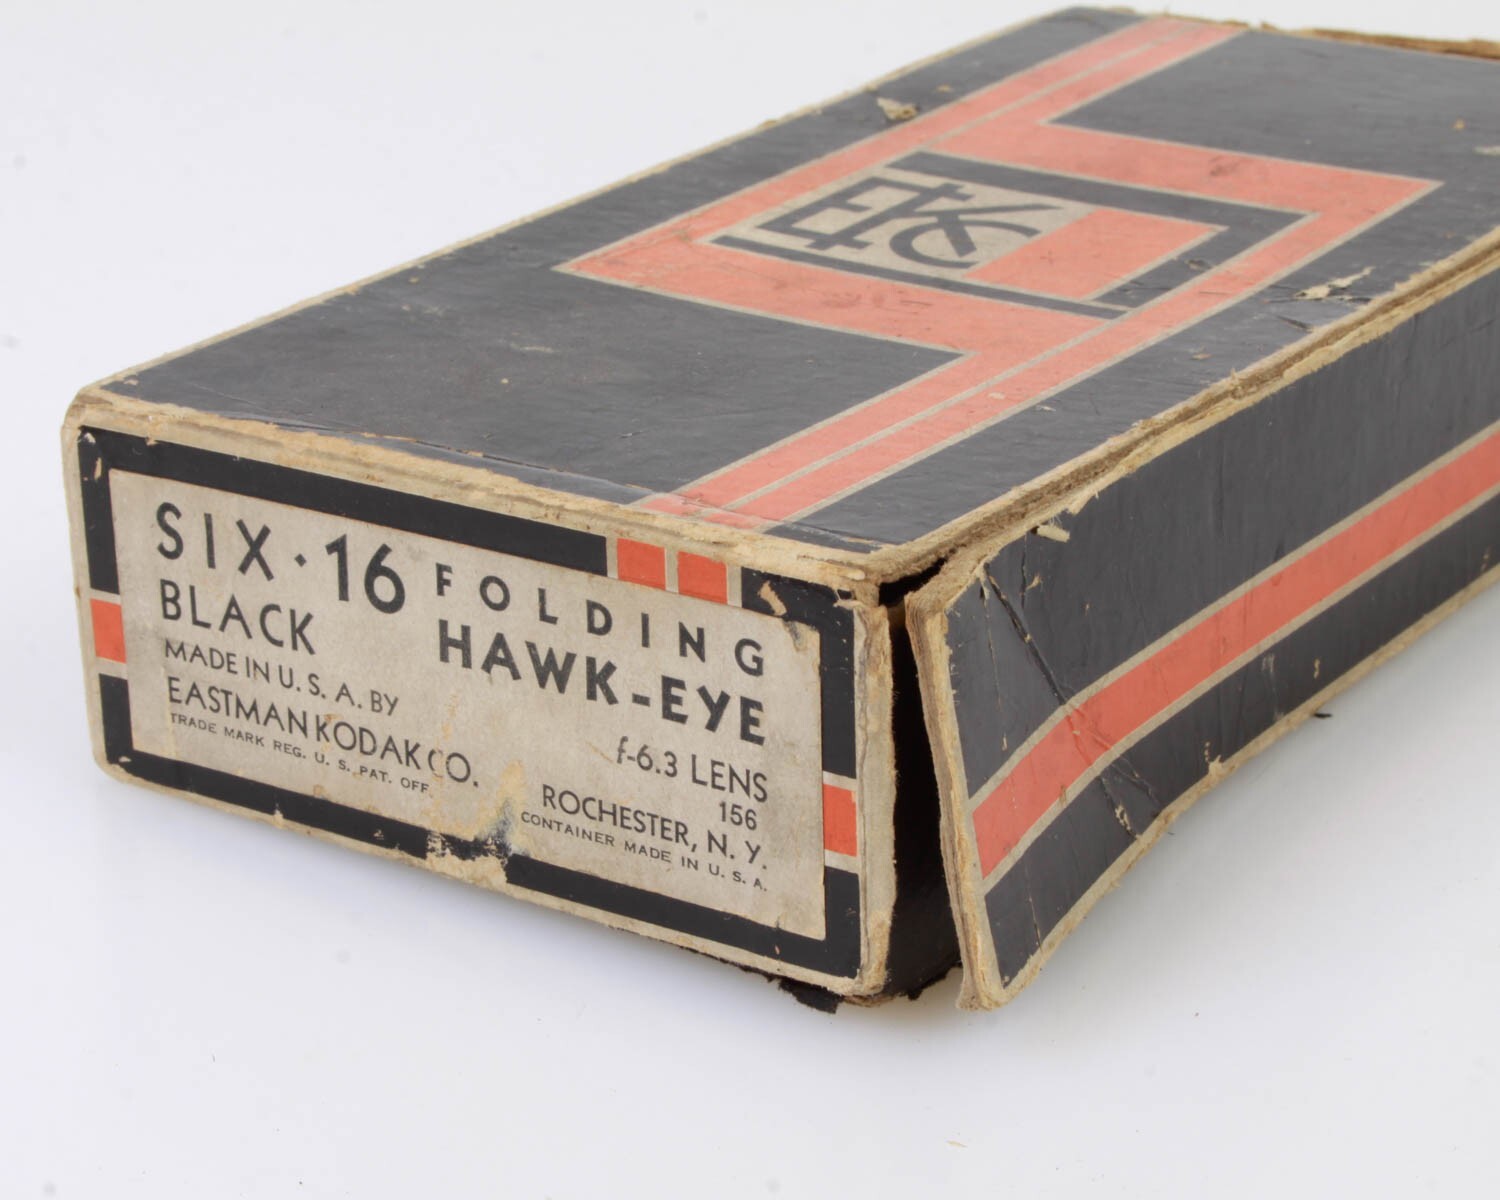 EKC
SIX·16 FOLDING
BLACK HAWK-EYE
MADE IN U.S.A. BY f-6.3 LENS
EASTMAN KODAK CO. 156
TRADE MARK REG. U.S. PAT. OFF. ROCHESTER, N.Y.
CONTAINER MADE IN U.S.A.